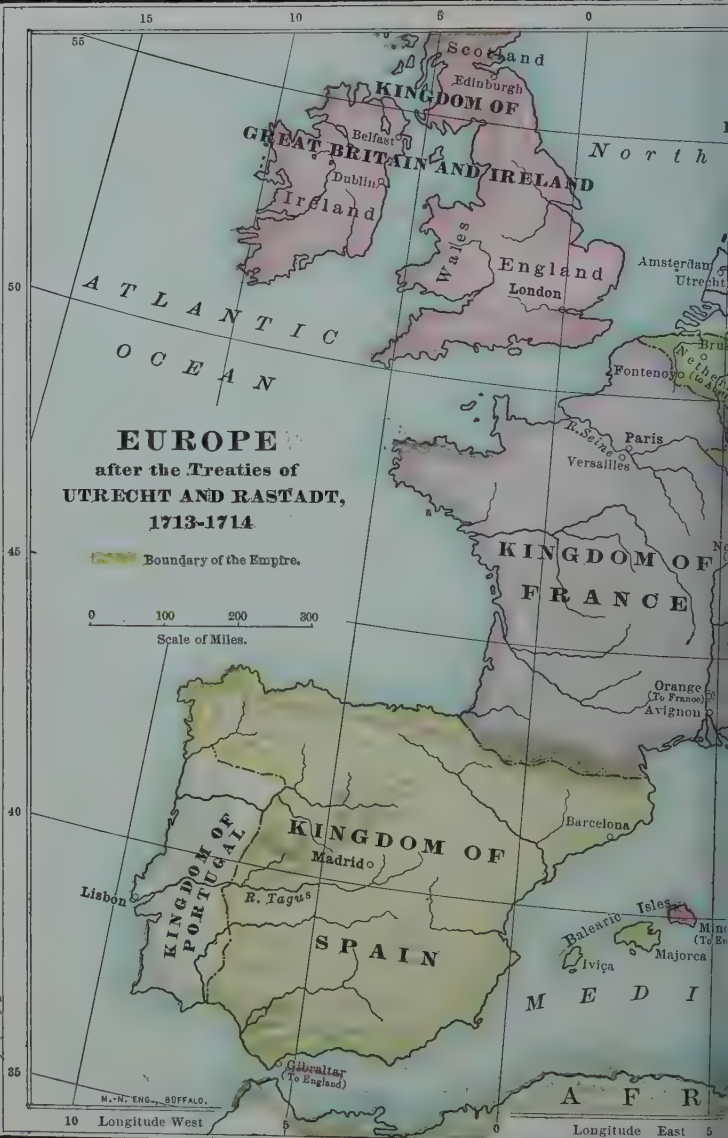 15
10
5
0
55
Scotland
Edinburgh
KINGDOM OF
GREAT BRITAIN AND IRELAND
North
Belfast
Dublin
Ireland
Wales
England
London
Amsterdam
Utrecht
50
ATLANTIC
OCEAN
Fontenoy
R. Seine
Paris
Versailles
EUROPE
after the Treaties of
UTRECHT AND RASTADT,
1713-1714
Boundary of the Empire.
45
KINGDOM OF
FRANCE
0 100 200 300
Scale of Miles.
Orange
(To France)
Avignon
40
Barcelona
KINGDOM OF
Madrid
KINGDOM OF
PORTUGAL
Lisbon
R. Tagus
SPAIN
Balearic Isles
Majorca
Iviça
MEDI
35
Gibraltar
(To England)
AFR
M.-N. ENG., BUFFALO.
10 Longitude West 5 0 Longitude East 5